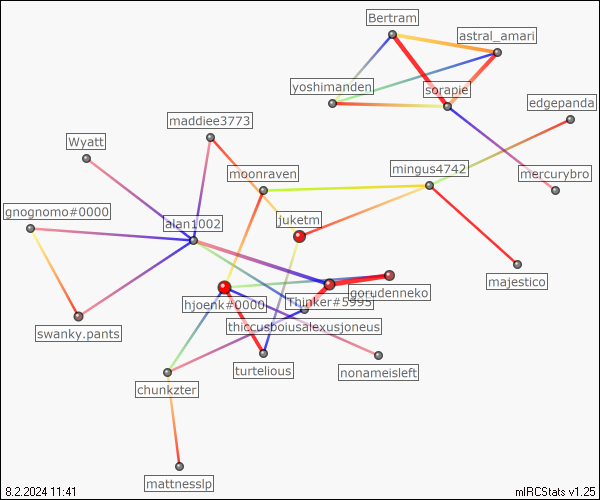 Bertram
astral_amari
yoshimanden
sorapie
edgepanda
maddiee3773
Wyatt
moonraven
mingus4742
mercurybro
gnognomo#0000
alan1002
juketm
majestico
gorudenneko
hjoenk#0000
Thinker#5995
thiccusboiusalexusjoneus
swanky.pants
turtelious
nonameisleft
chunkzter
mattnesslp
8.2.2024 11:41
mIRCStats v1.25